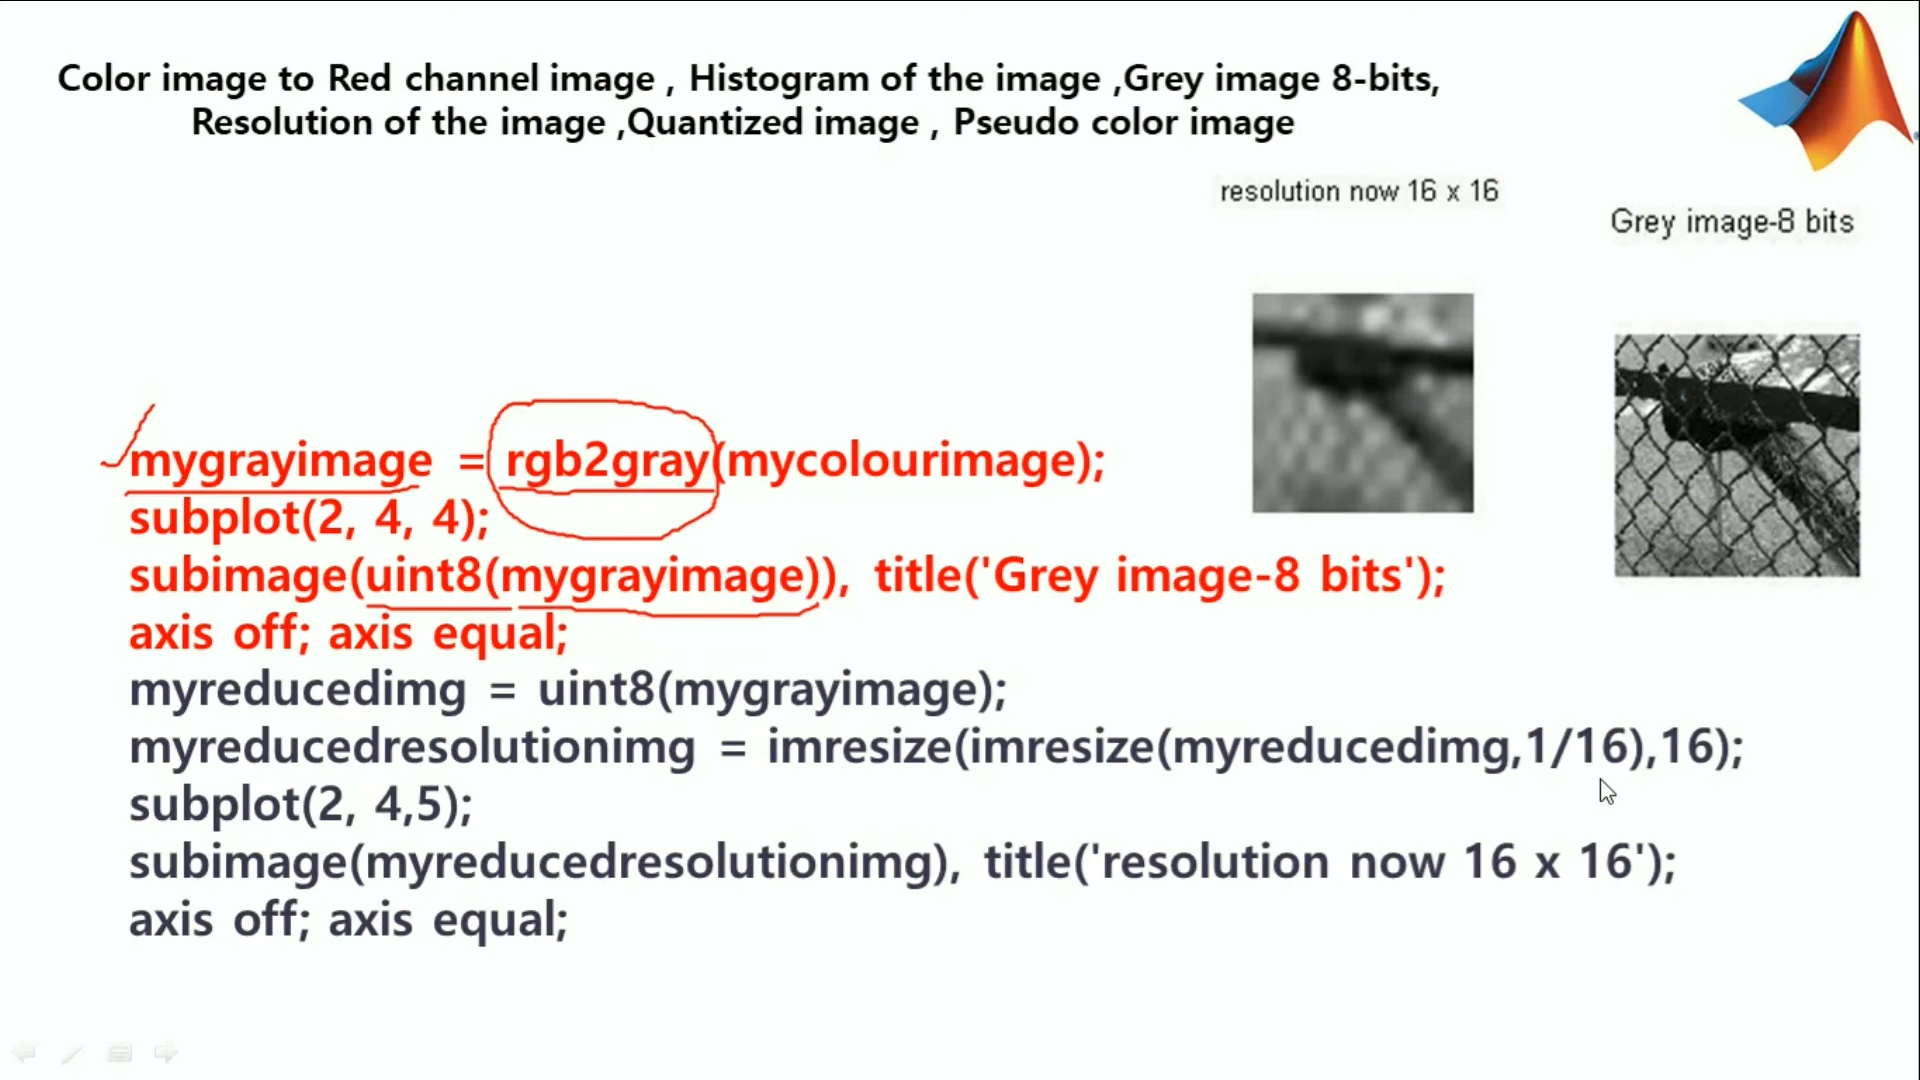 Color image to Red channel image , Histogram of the image ,Grey image 8-bits,
Resolution of the image ,Quantized image , Pseudo color image
resolution now 16 x 16
Grey image-8 bits
mygrayimage = rgb2gray(mycolourimage);
subplot(2, 4, 4);
subimage(uint8(mygrayimage)), title('Grey image-8 bits');
axis off; axis equal;
myreducedimg = uint8(mygrayimage);
myreducedresolutionimg = imresize(imresize(myreducedimg,1/16),16);
subplot(2, 4,5);
subimage(myreducedresolutionimg), title('resolution now 16 x 16');
axis off; axis equal;